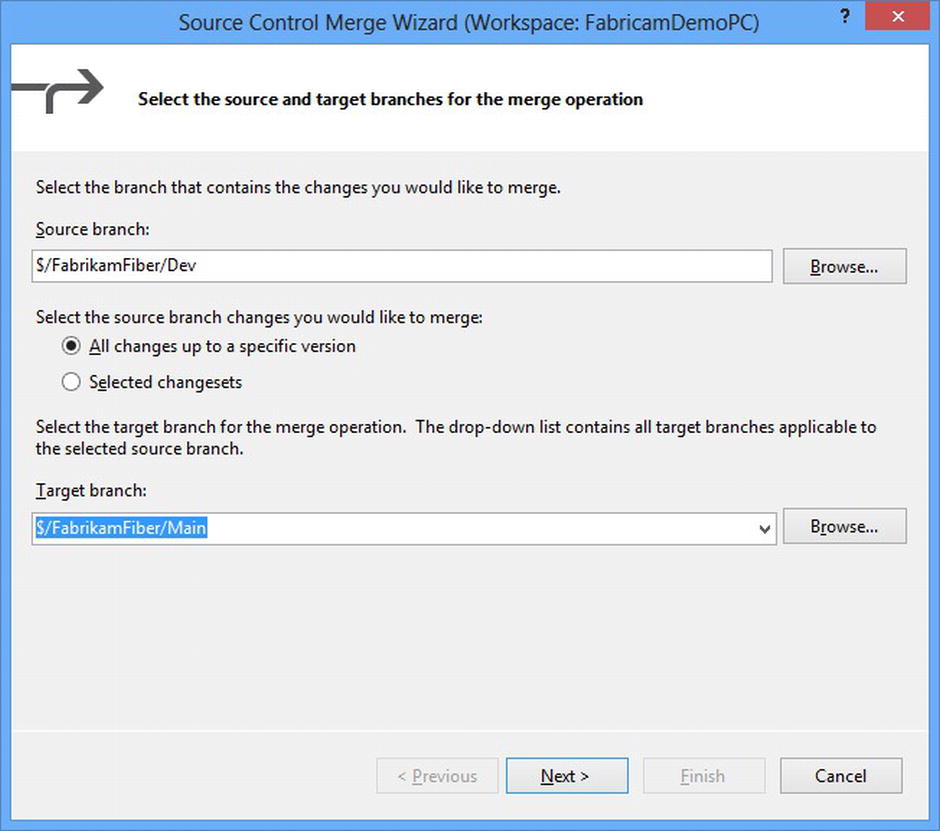 Source Control Merge Wizard (Workspace: FabricamDemoPC)
?
Select the source and target branches for the merge operation
Select the branch that contains the changes you would like to merge.
Source branch:
$/FabrikamFiber/Dev
Browse...
Select the source branch changes you would like to merge:
All changes up to a specific version
Selected changesets
Select the target branch for the merge operation.  The drop-down list contains all target branches applicable to
the selected source branch.
Target branch:
$/FabrikamFiber/Main
Browse...
< Previous
Next >
Finish
Cancel